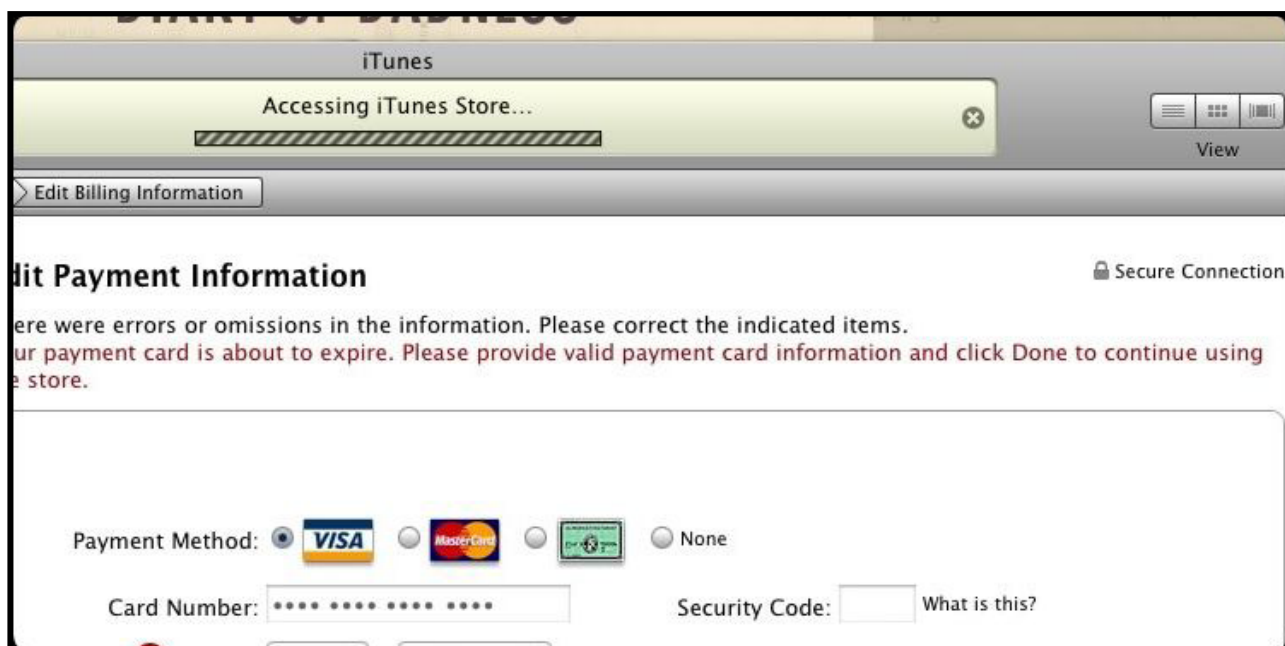 DIARY OF DADNESS
iTunes
Accessing iTunes Store...
View
Edit Billing Information
dit Payment Information
Secure Connection
ere were errors or omissions in the information. Please correct the indicated items.
ur payment card is about to expire. Please provide valid payment card information and click Done to continue using
e store.
Payment Method: VISA MasterCard None
Card Number: •••• •••• •••• •••• Security Code: What is this?